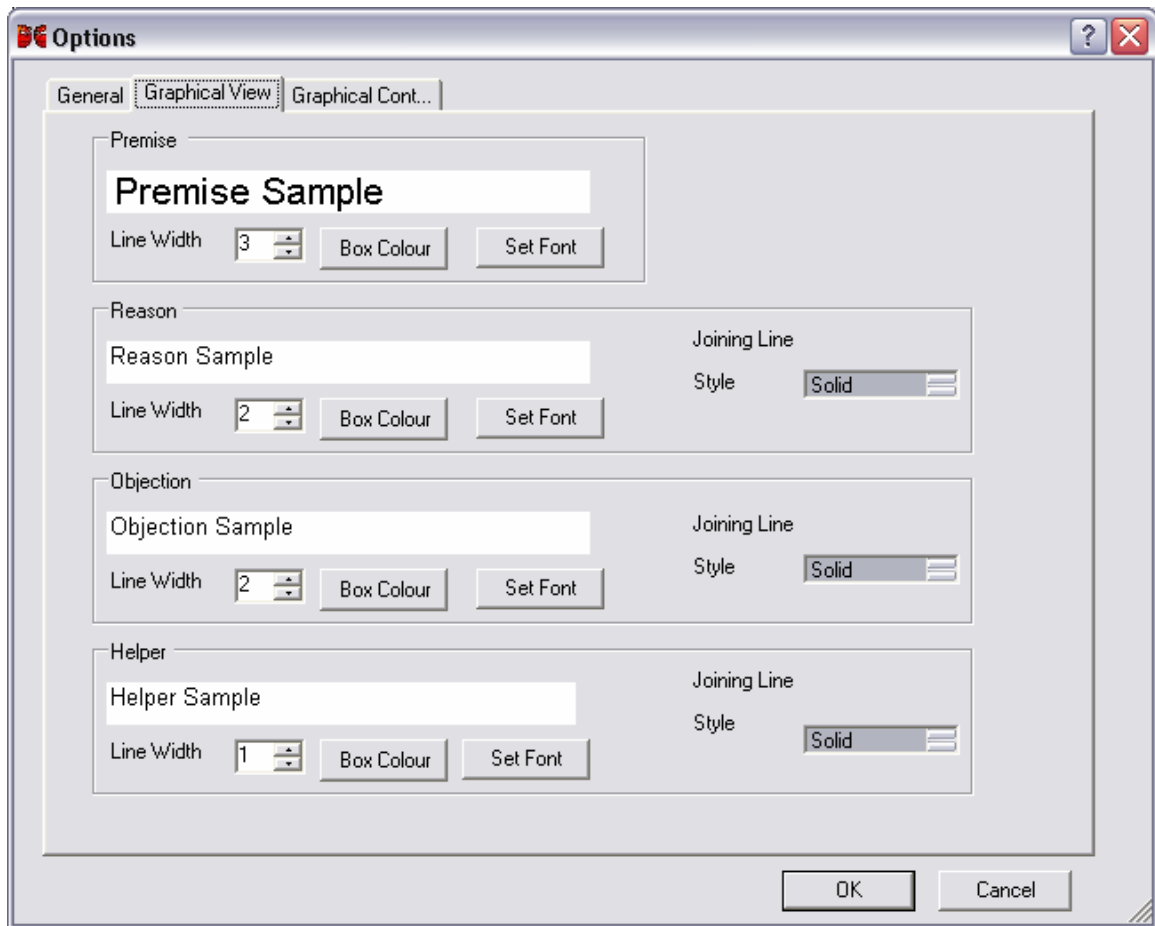 Options
General Graphical View Graphical Cont...
Premise
Premise Sample
Line Width 3 Box Colour Set Font
Reason
Reason Sample
Joining Line
Style Solid
Line Width 2 Box Colour Set Font
Objection
Objection Sample
Joining Line
Style Solid
Line Width 2 Box Colour Set Font
Helper
Helper Sample
Joining Line
Style Solid
Line Width 1 Box Colour Set Font
OK Cancel